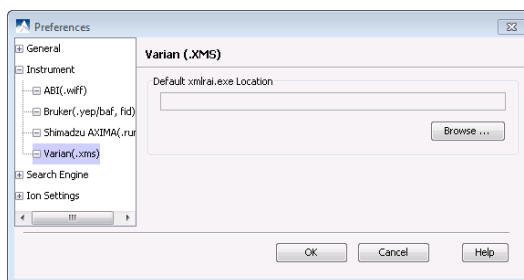 Preferences
General
Instrument
ABI(.wiff)
Bruker(.yep/baf, fid)
Shimadzu AXIMA(.rur
Varian(.xms)
Search Engine
Ion Settings
Varian (.XMS)
Default xmlrai.exe Location
Browse ...
OK Cancel Help